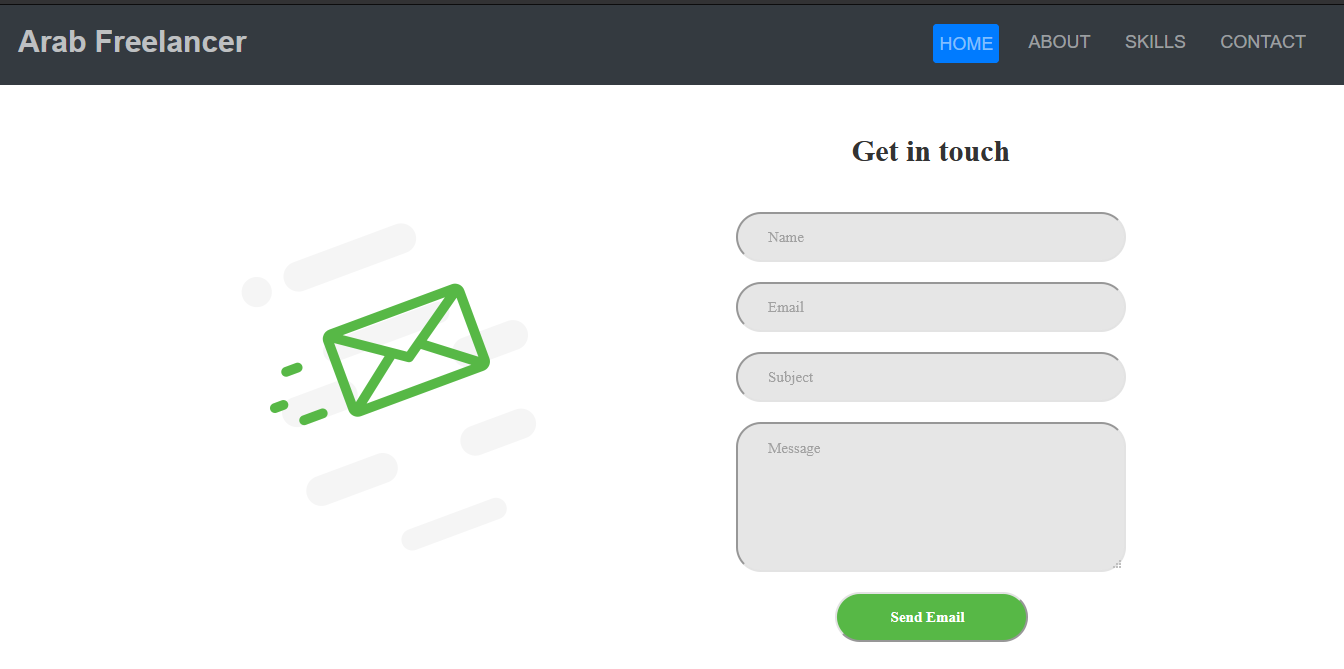 Arab Freelancer
HOME ABOUT SKILLS CONTACT
Get in touch
Name
Email
Subject
Message
Send Email